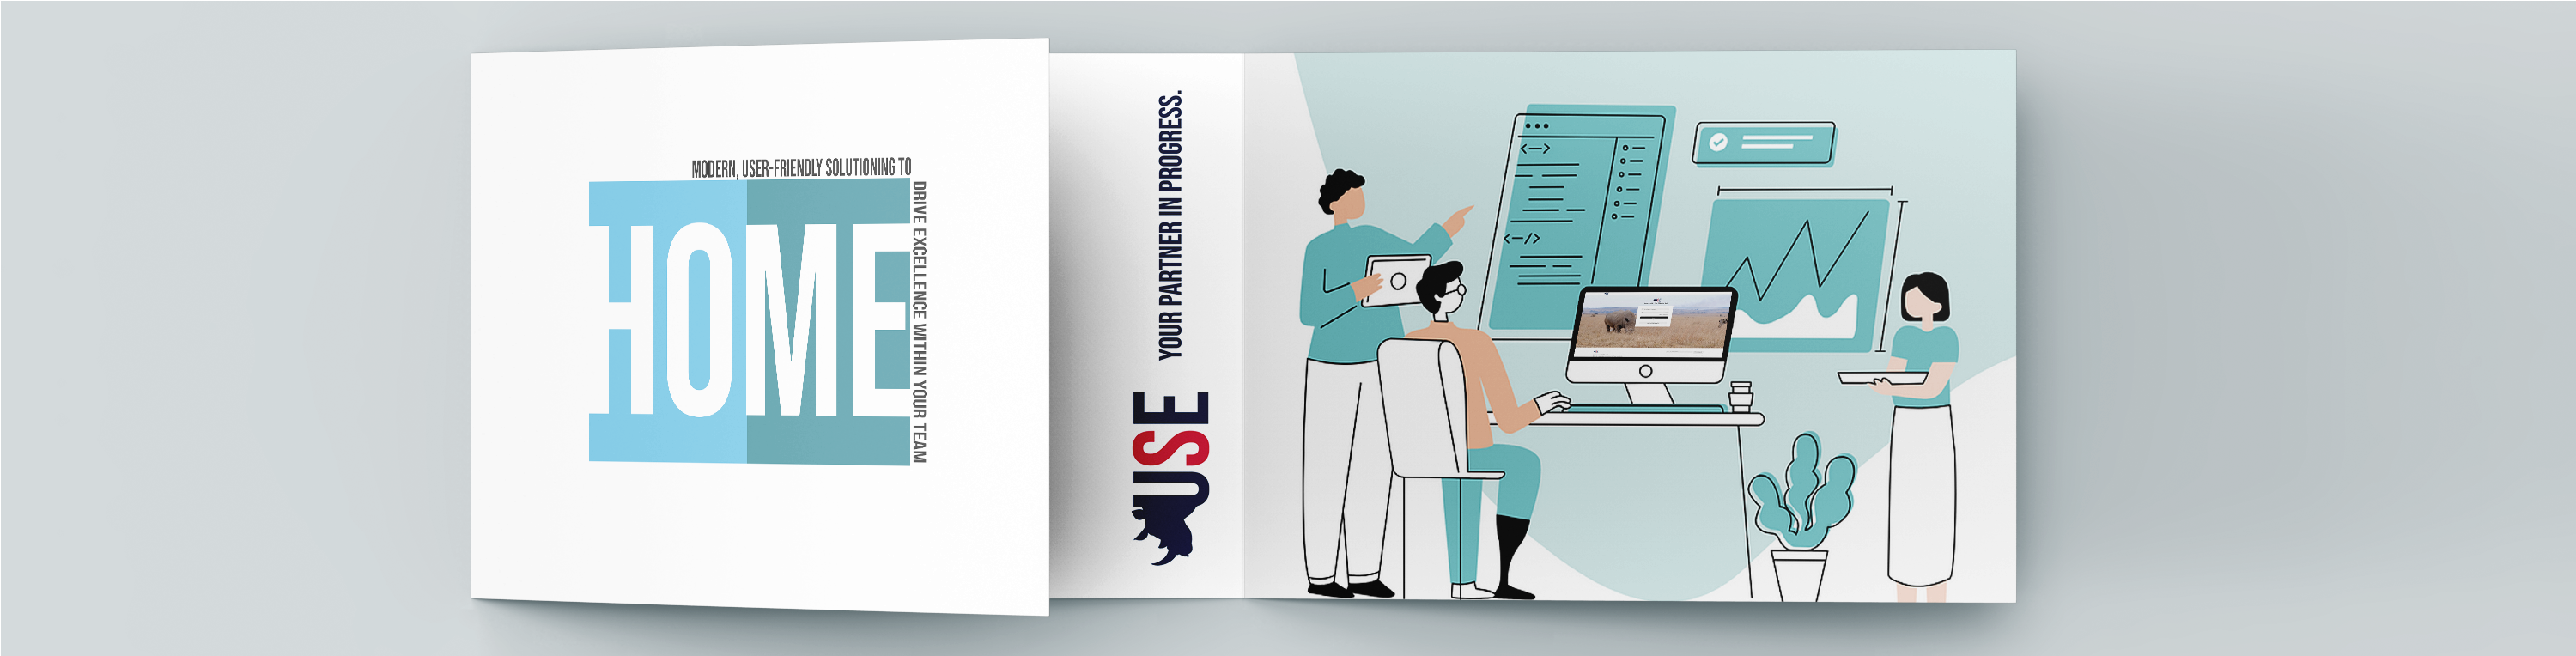 MODERN, USER-FRIENDLY SOLUTIONING TO
DRIVE EXCELLENCE WITHIN YOUR TEAM
HOME
USE
YOUR PARTNER IN PROGRESS.
<->
</>